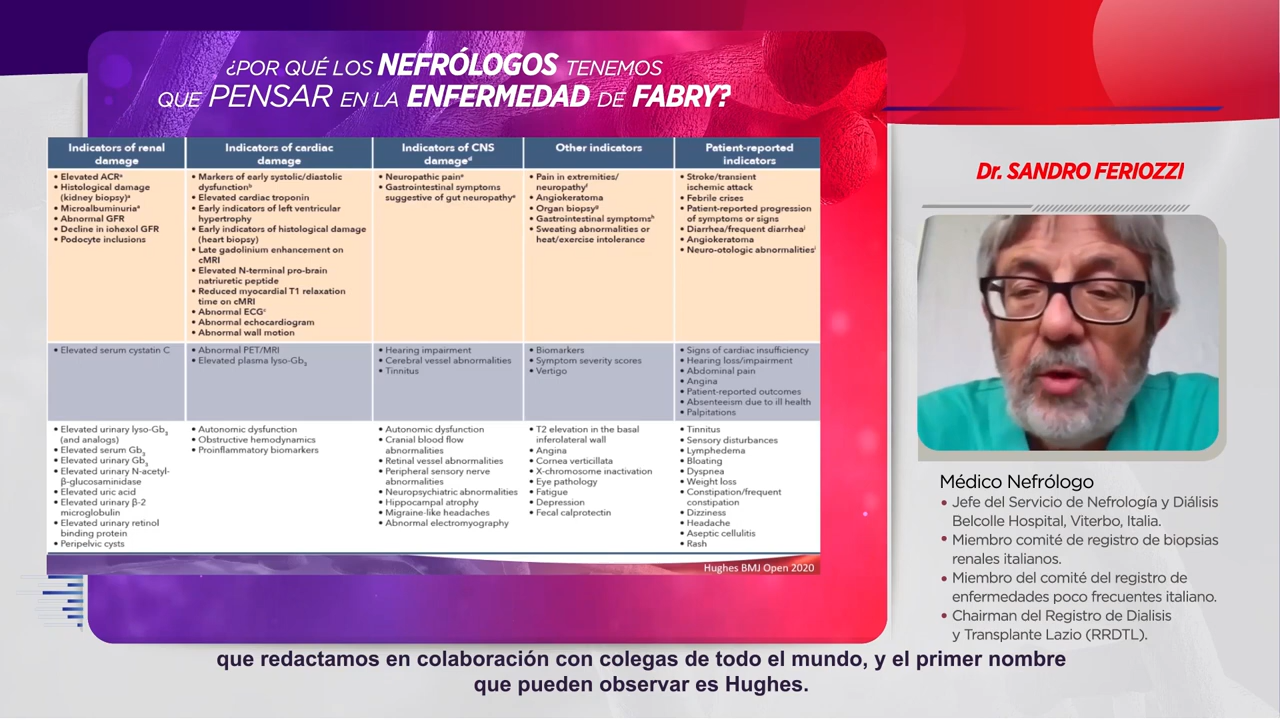 ¿POR QUÉ LOS NEFRÓLOGOS TENEMOS
QUE PENSAR EN LA ENFERMEDAD DE FABRY?
Indicators of renal
damage
• Elevated ACRᵃ
• Histological damage
(kidney biopsy)ᵃ
• Microalbuminuriaᵃ
• Abnormal GFR
• Decline in iohexol GFR
• Podocyte inclusions
• Elevated serum cystatin C
• Elevated urinary lyso-Gb₃
(and analogs)
• Elevated serum Gb₃
• Elevated urinary Gb₃
• Elevated urinary N-acetyl-
β-glucosaminidase
• Elevated uric acid
• Elevated urinary β-2
microglobulin
• Elevated urinary retinol
binding protein
• Peripelvic cysts
Indicators of cardiac
damage
• Markers of early systolic/diastolic
dysfunctionᵇ
• Elevated cardiac troponin
• Early indicators of left ventricular
hypertrophy
• Early indicators of histological damage
(heart biopsy)
• Late gadolinium enhancement on
cMRI
• Elevated N-terminal pro-brain
natriuretic peptide
• Reduced myocardial T1 relaxation
time on cMRI
• Abnormal ECGᶜ
• Abnormal echocardiogram
• Abnormal wall motion
• Abnormal PET/MRI
• Elevated plasma lyso-Gb₃
• Autonomic dysfunction
• Obstructive hemodynamics
• Proinflammatory biomarkers
Indicators of CNS
damageᵈ
• Neuropathic painᵉ
• Gastrointestinal symptoms
suggestive of gut neuropathyᵉ
• Hearing impairment
• Cerebral vessel abnormalities
• Tinnitus
• Autonomic dysfunction
• Cranial blood flow
abnormalities
• Retinal vessel abnormalities
• Peripheral sensory nerve
abnormalities
• Neuropsychiatric abnormalities
• Hippocampal atrophy
• Migraine-like headaches
• Abnormal electromyography
Other indicators
• Pain in extremities/
neuropathyᶠ
• Angiokeratoma
• Organ biopsyᵍ
• Gastrointestinal symptomsʰ
• Sweating abnormalities or
heat/exercise intolerance
• Biomarkers
• Symptom severity scores
• Vertigo
• T2 elevation in the basal
inferolateral wall
• Angina
• Cornea verticillata
• X-chromosome inactivation
• Eye pathology
• Fatigue
• Depression
• Fecal calprotectin
Patient-reported
indicators
• Stroke/transient
ischemic attack
• Febrile crises
• Patient-reported progression
of symptoms or signs
• Diarrhea/frequent diarrhea
• Angiokeratoma
• Neuro-otologic abnormalities
• Signs of cardiac insufficiency
• Hearing loss/impairment
• Abdominal pain
• Angina
• Patient-reported outcomes
• Absenteeism due to ill health
• Palpitations
• Tinnitus
• Sensory disturbances
• Lymphedema
• Bloating
• Dyspnea
• Weight loss
• Constipation/frequent
constipation
• Dizziness
• Headache
• Aseptic cellulitis
• Rash
Hughes BMJ Open 2020
Dr. SANDRO FERIOZZI
Médico Nefrólogo
• Jefe del Servicio de Nefrología y Diálisis
Belcolle Hospital, Viterbo, Italia.
• Miembro comité de registro de biopsias
renales italianos.
• Miembro del comité del registro de
enfermedades poco frecuentes italiano.
• Chairman del Registro de Dialisis
y Transplante Lazio (RRDTL).
que redactamos en colaboración con colegas de todo el mundo, y el primer nombre
que pueden observar es Hughes.